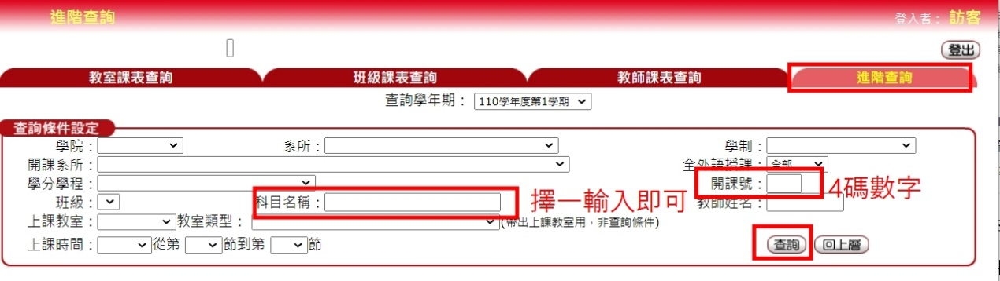 進階查詢 登入者： 訪客
登出
教室課表查詢 班級課表查詢 教師課表查詢 進階查詢
查詢學年期： 110學年度第1學期
查詢條件設定
學院： 系所： 學制：
開課系所： 全外語授課： 全部
學分學程： 開課號： 4碼數字
班級： 科目名稱： 擇一輸入即可 教師姓名：
上課教室： 教室類型： (帶出上課教室用，非查詢條件)
上課時間： 從第 節到第 節 查詢 回上層